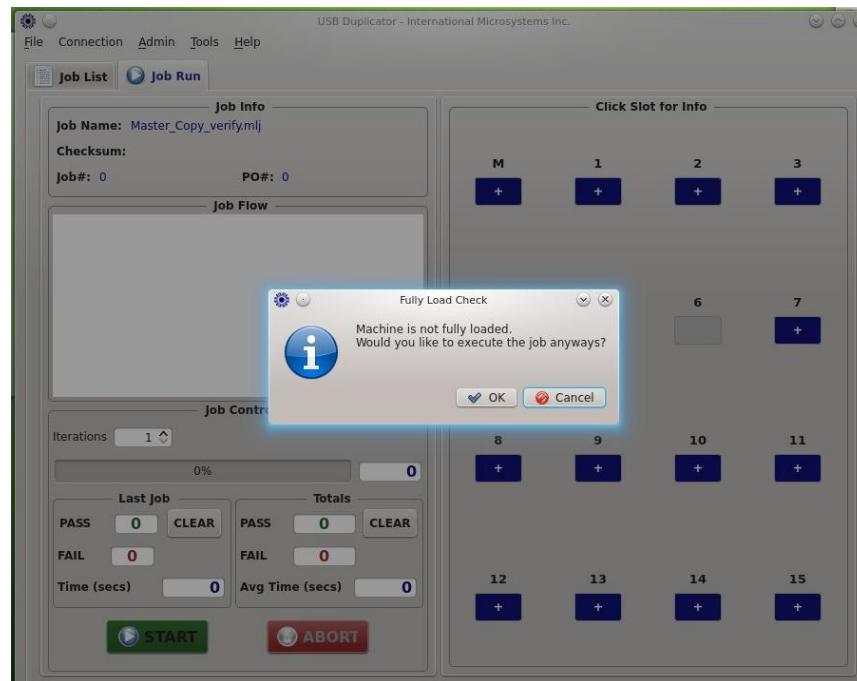 USB Duplicator - International Microsystems Inc.
File Connection Admin Tools Help
Job List Job Run
Job Info
Job Name: Master_Copy_verify.mlj
Checksum:
Job#: 0 PO#: 0
Job Flow
Click Slot for Info
M 1 2 3
+ + + +
6 7
+
Fully Load Check
Machine is not fully loaded.
Would you like to execute the job anyways?
OK Cancel
Job Contr
Iterations 1
0% 0
Last Job Totals
PASS 0 CLEAR PASS 0 CLEAR
FAIL 0 FAIL 0
Time (secs) 0 Avg Time (secs) 0
START ABORT
8 9 10 11
+ + + +
12 13 14 15
+ + + +